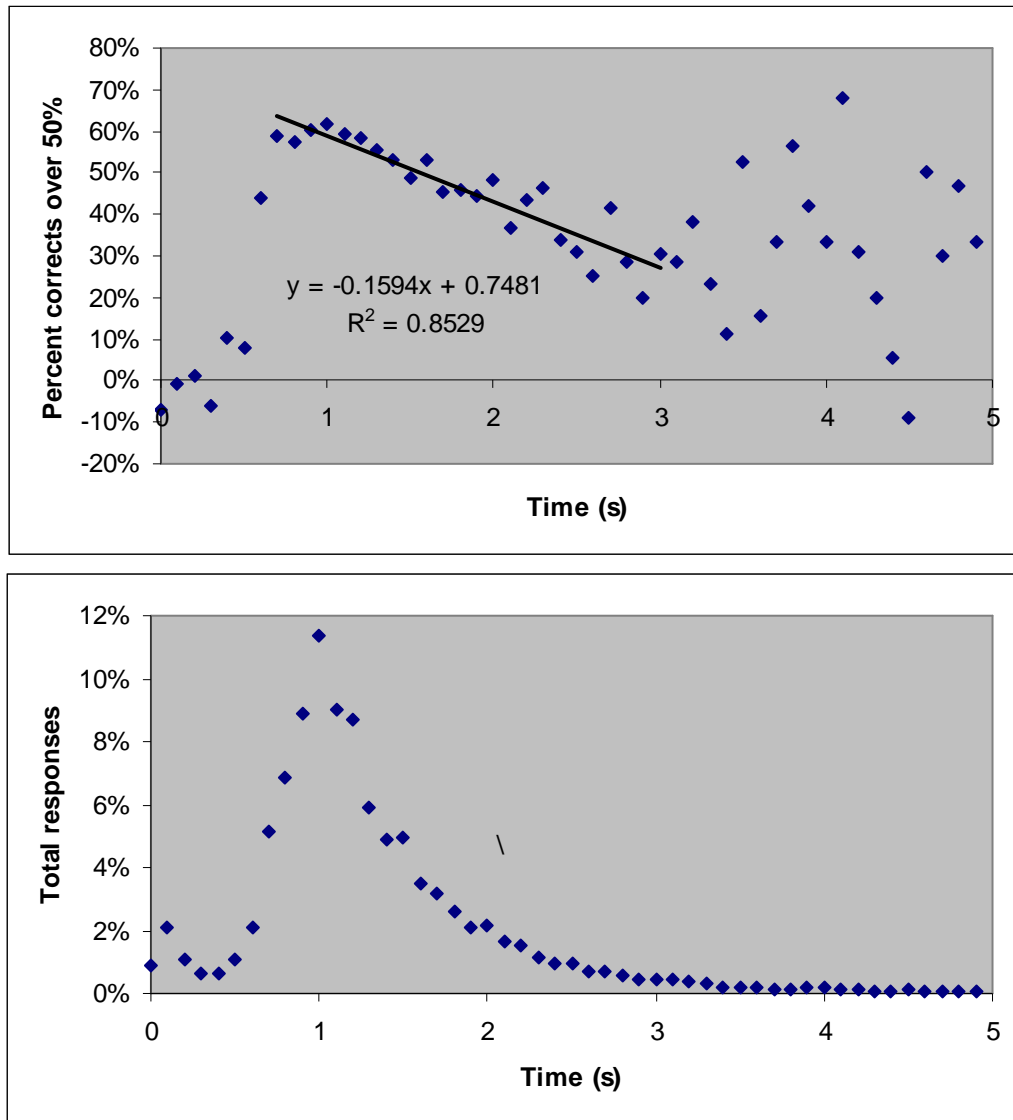 80%
70%
60%
50%
40%
30%
20%
10%
0%
-10%
-20%
Percent corrects over 50%
y = -0.1594x + 0.7481
R² = 0.8529
0 1 2 3 4 5
Time (s)
12%
10%
8%
6%
4%
2%
0%
Total responses
\
0 1 2 3 4 5
Time (s)